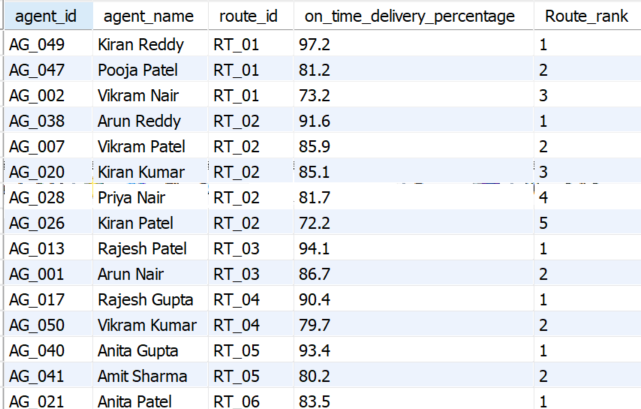 agent_id agent_name route_id on_time_delivery_percentage Route_rank
AG_049 Kiran Reddy RT_01 97.2 1
AG_047 Pooja Patel RT_01 81.2 2
AG_002 Vikram Nair RT_01 73.2 3
AG_038 Arun Reddy RT_02 91.6 1
AG_007 Vikram Patel RT_02 85.9 2
AG_020 Kiran Kumar RT_02 85.1 3
AG_028 Priya Nair RT_02 81.7 4
AG_026 Kiran Patel RT_02 72.2 5
AG_013 Rajesh Patel RT_03 94.1 1
AG_001 Arun Nair RT_03 86.7 2
AG_017 Rajesh Gupta RT_04 90.4 1
AG_050 Vikram Kumar RT_04 79.7 2
AG_040 Anita Gupta RT_05 93.4 1
AG_041 Amit Sharma RT_05 80.2 2
AG_021 Anita Patel RT_06 83.5 1